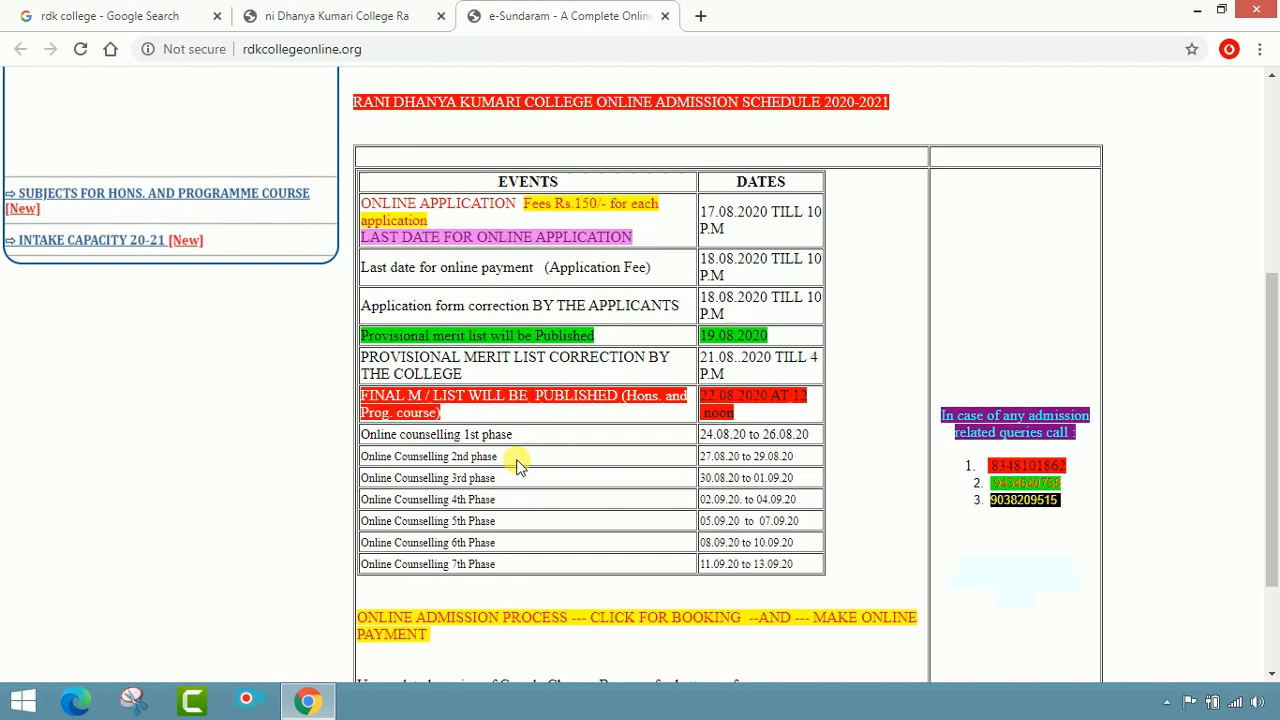 rdk college - Google Search
ni Dhanya Kumari College Ra
e-Sundaram - A Complete Online
Not secure
rdkcollegeonline.org
⇨ SUBJECTS FOR HONS. AND PROGRAMME COURSE
[New]
⇨ INTAKE CAPACITY 20-21 [New]
RANI DHANYA KUMARI COLLEGE ONLINE ADMISSION SCHEDULE 2020-2021
EVENTS DATES
ONLINE APPLICATION Fees Rs.150/- for each
application
LAST DATE FOR ONLINE APPLICATION
17.08.2020 TILL 10
P.M
Last date for online payment (Application Fee)
18.08.2020 TILL 10
P.M
Application form correction BY THE APPLICANTS
18.08.2020 TILL 10
P.M
Provisional merit list will be Published 19.08.2020
PROVISIONAL MERIT LIST CORRECTION BY
THE COLLEGE
21.08..2020 TILL 4
P.M
FINAL M / LIST WILL BE PUBLISHED (Hons. and
Prog. course)
22.08.2020 AT 12
noon
Online counselling 1st phase 24.08.20 to 26.08.20
Online Counselling 2nd phase 27.08.20 to 29.08.20
Online Counselling 3rd phase 30.08.20 to 01.09.20
Online Counselling 4th Phase 02.09.20. to 04.09.20
Online Counselling 5th Phase 05.09.20 to 07.09.20
Online Counselling 6th Phase 08.09.20 to 10.09.20
Online Counselling 7th Phase 11.09.20 to 13.09.20
In case of any admission
related queries call :
1. 8348101862
2. 9434640758
3. 9038209515
ONLINE ADMISSION PROCESS --- CLICK FOR BOOKING --AND --- MAKE ONLINE
PAYMENT